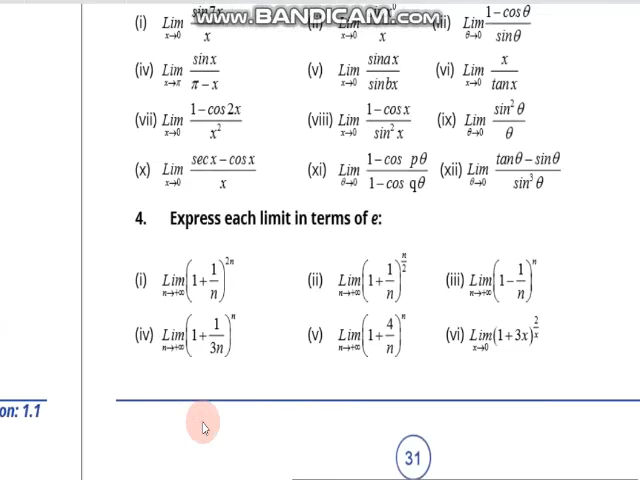 www.BANDICAM.com
(i) Lim x→0 sin7x/x (ii) Lim x→0 /x (iii) Lim θ→0 1−cosθ/sinθ
(iv) Lim x→π sinx/π−x (v) Lim x→0 sinax/sinbx (vi) Lim x→0 x/tanx
(vii) Lim x→0 1−cos2x/x² (viii) Lim x→0 1−cosx/sin²x (ix) Lim θ→0 sin²θ/θ
(x) Lim x→0 secx−cosx/x (xi) Lim θ→0 1−cos pθ/1−cos qθ (xii) Lim θ→0 tanθ−sinθ/sin³θ
4. Express each limit in terms of e:
(i) Lim n→+∞ (1+1/n)^2n (ii) Lim n→+∞ (1+1/n)^n/2 (iii) Lim n→+∞ (1−1/n)^n
(iv) Lim n→+∞ (1+1/3n)^n (v) Lim n→+∞ (1+4/n)^n (vi) Lim x→0 (1+3x)^2/x
on: 1.1
31